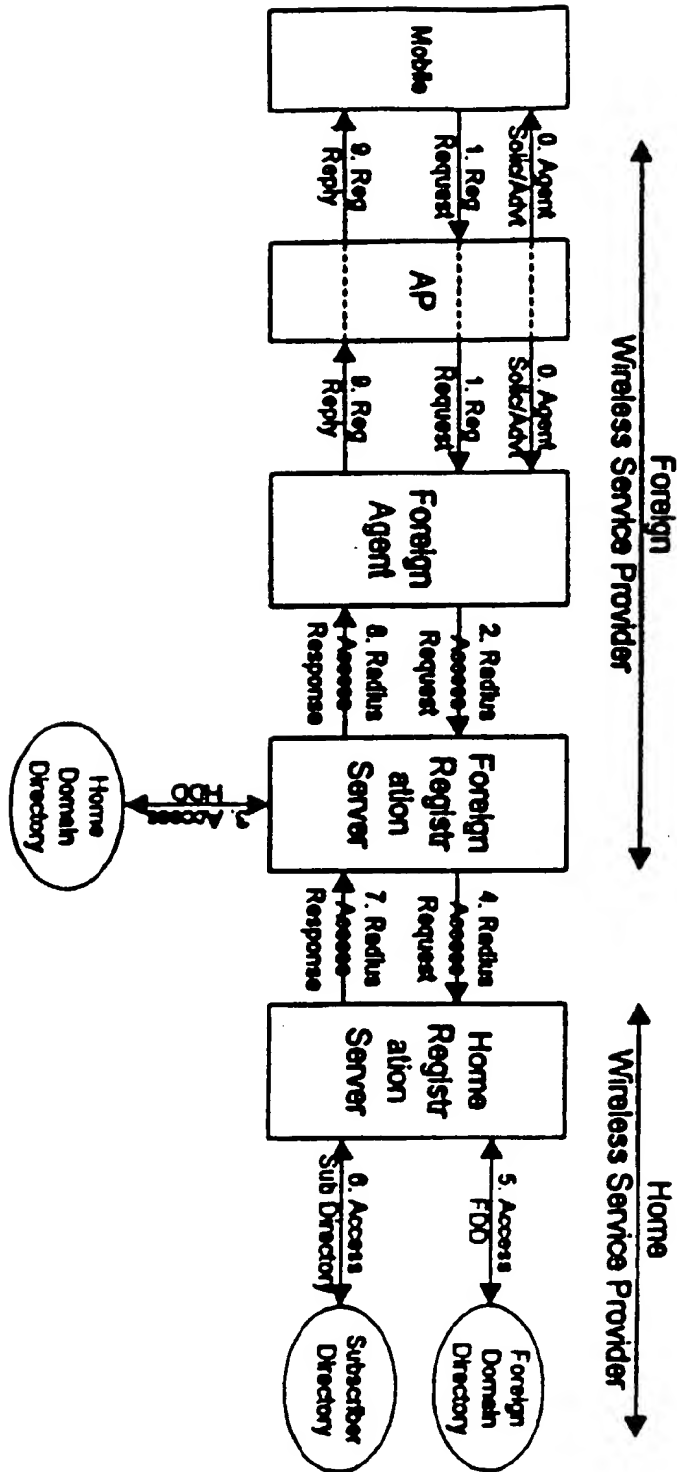 Foreign
Wireless Service Provider
Home
Wireless Service Provider
Mobile
0. Agent
Solic/Advt
1. Reg
Request
9. Reg
Reply
AP
0. Agent
Solic/Advt
1. Reg
Request
9. Reg
Reply
Foreign
Agent
2. Radius
Access
Request
8. Radius
Access
Response
Foreign
Registr
ation
Server
3. Access
HDD
Home
Domain
Directory
4. Radius
Access
Request
7. Radius
Access
Response
Home
Registr
ation
Server
5. Access
FDD
6. Access
Sub Directory
Foreign
Domain
Directory
Subscriber
Directory